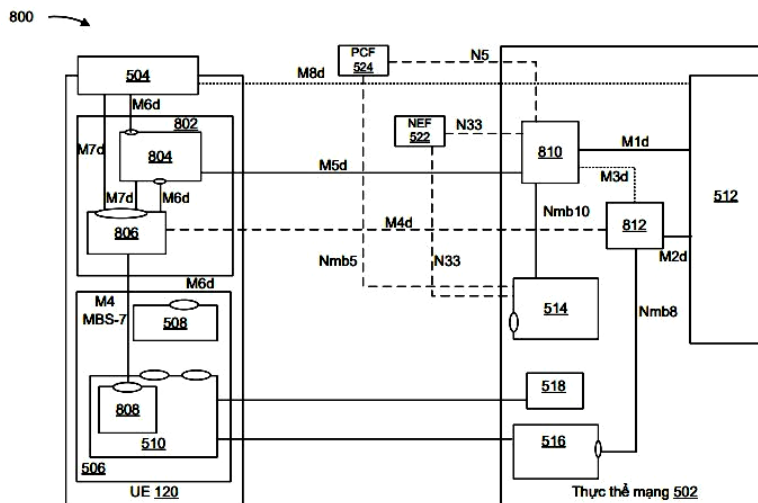 800
PCF
524
N5
504
M8d
M6d
802
NEF
522
N33
M1d
810
M7d
804
M5d
M3d
512
M7d
M6d
Nmb10
812
806
M4d
M2d
Nmb5
N33
M6d
M4
MBS-7
508
514
Nmb8
808
518
510
516
506
UE 120
Thực thể mạng 502